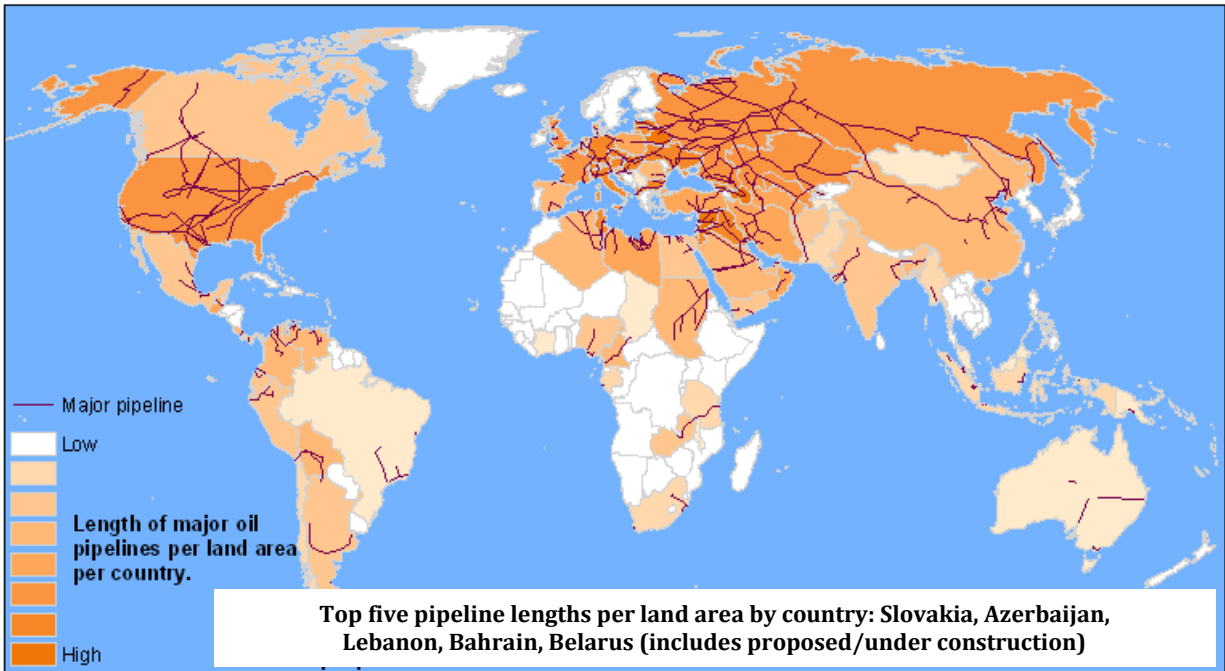 Major pipeline
Low
Length of major oil
pipelines per land area
per country.
High
Top five pipeline lengths per land area by country: Slovakia, Azerbaijan,
Lebanon, Bahrain, Belarus (includes proposed/under construction)